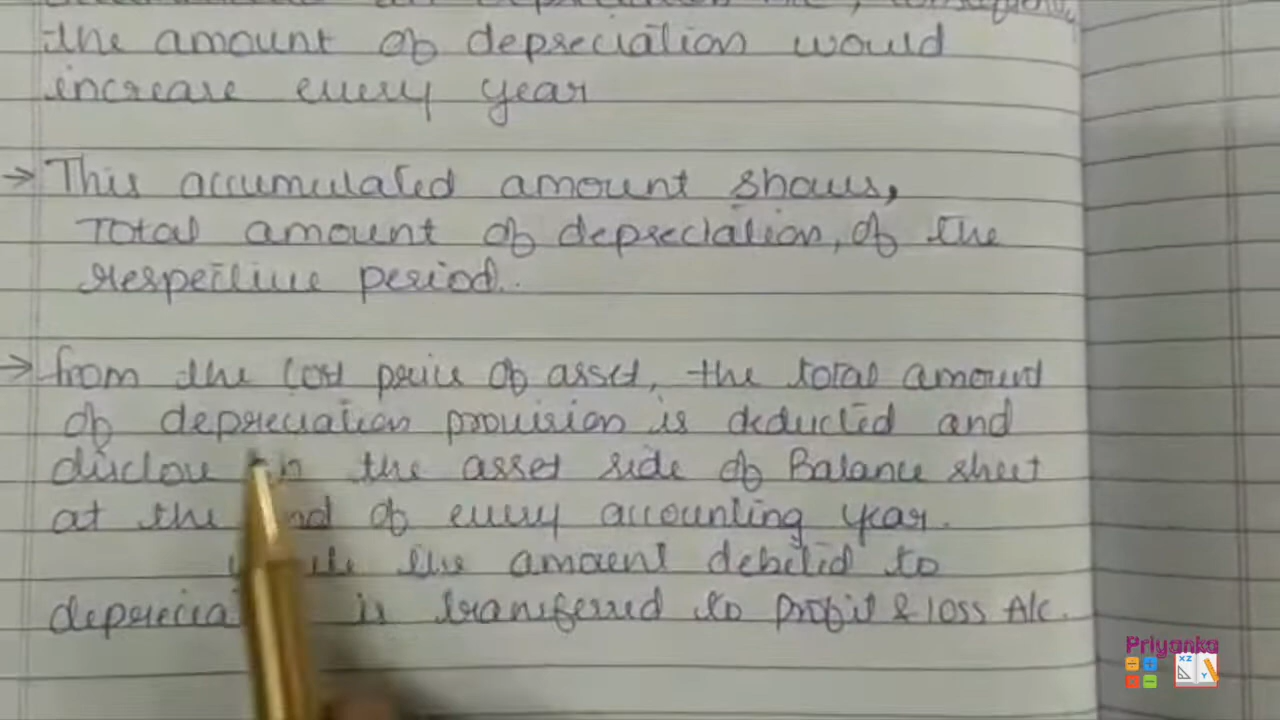 the amount of depreciation would
increase every year
→ This accumulated amount shows,
Total amount of depreciation, of the
respective period.
→ from the cost price of asset, the total amount
of depreciation provision is deducted and
disclose in the asset side of Balance sheet
at the end of every accounting year.
the amount debited to
is transferred to profit & loss A/c.
Priyanka